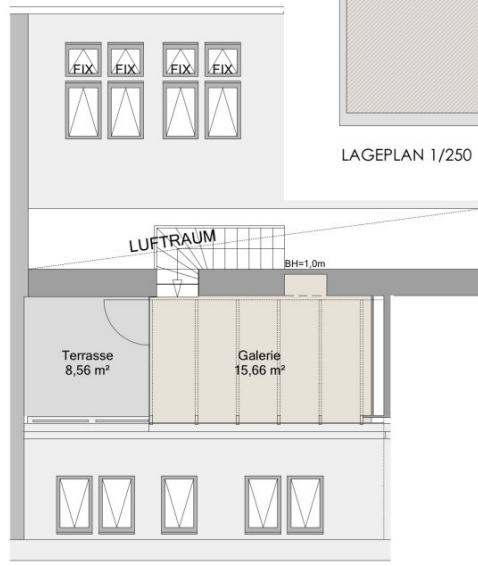 FIX FIX FIX FIX
LAGEPLAN 1/250
LUFTRAUM
BH=1,0m
Terrasse
8,56 m²
Galerie
15,66 m²